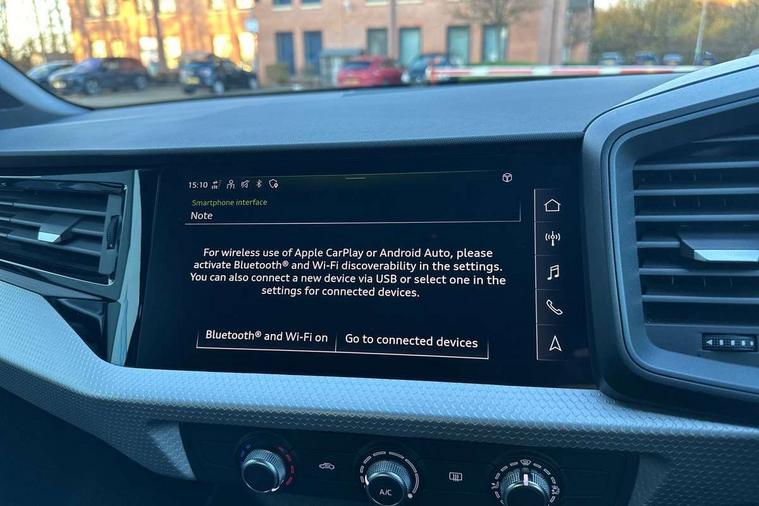 15:10
Smartphone interface
Note
For wireless use of Apple CarPlay or Android Auto, please
activate Bluetooth® and Wi-Fi discoverability in the settings.
You can also connect a new device via USB or select one in the
settings for connected devices.
Bluetooth® and Wi-Fi on
Go to connected devices
A/C